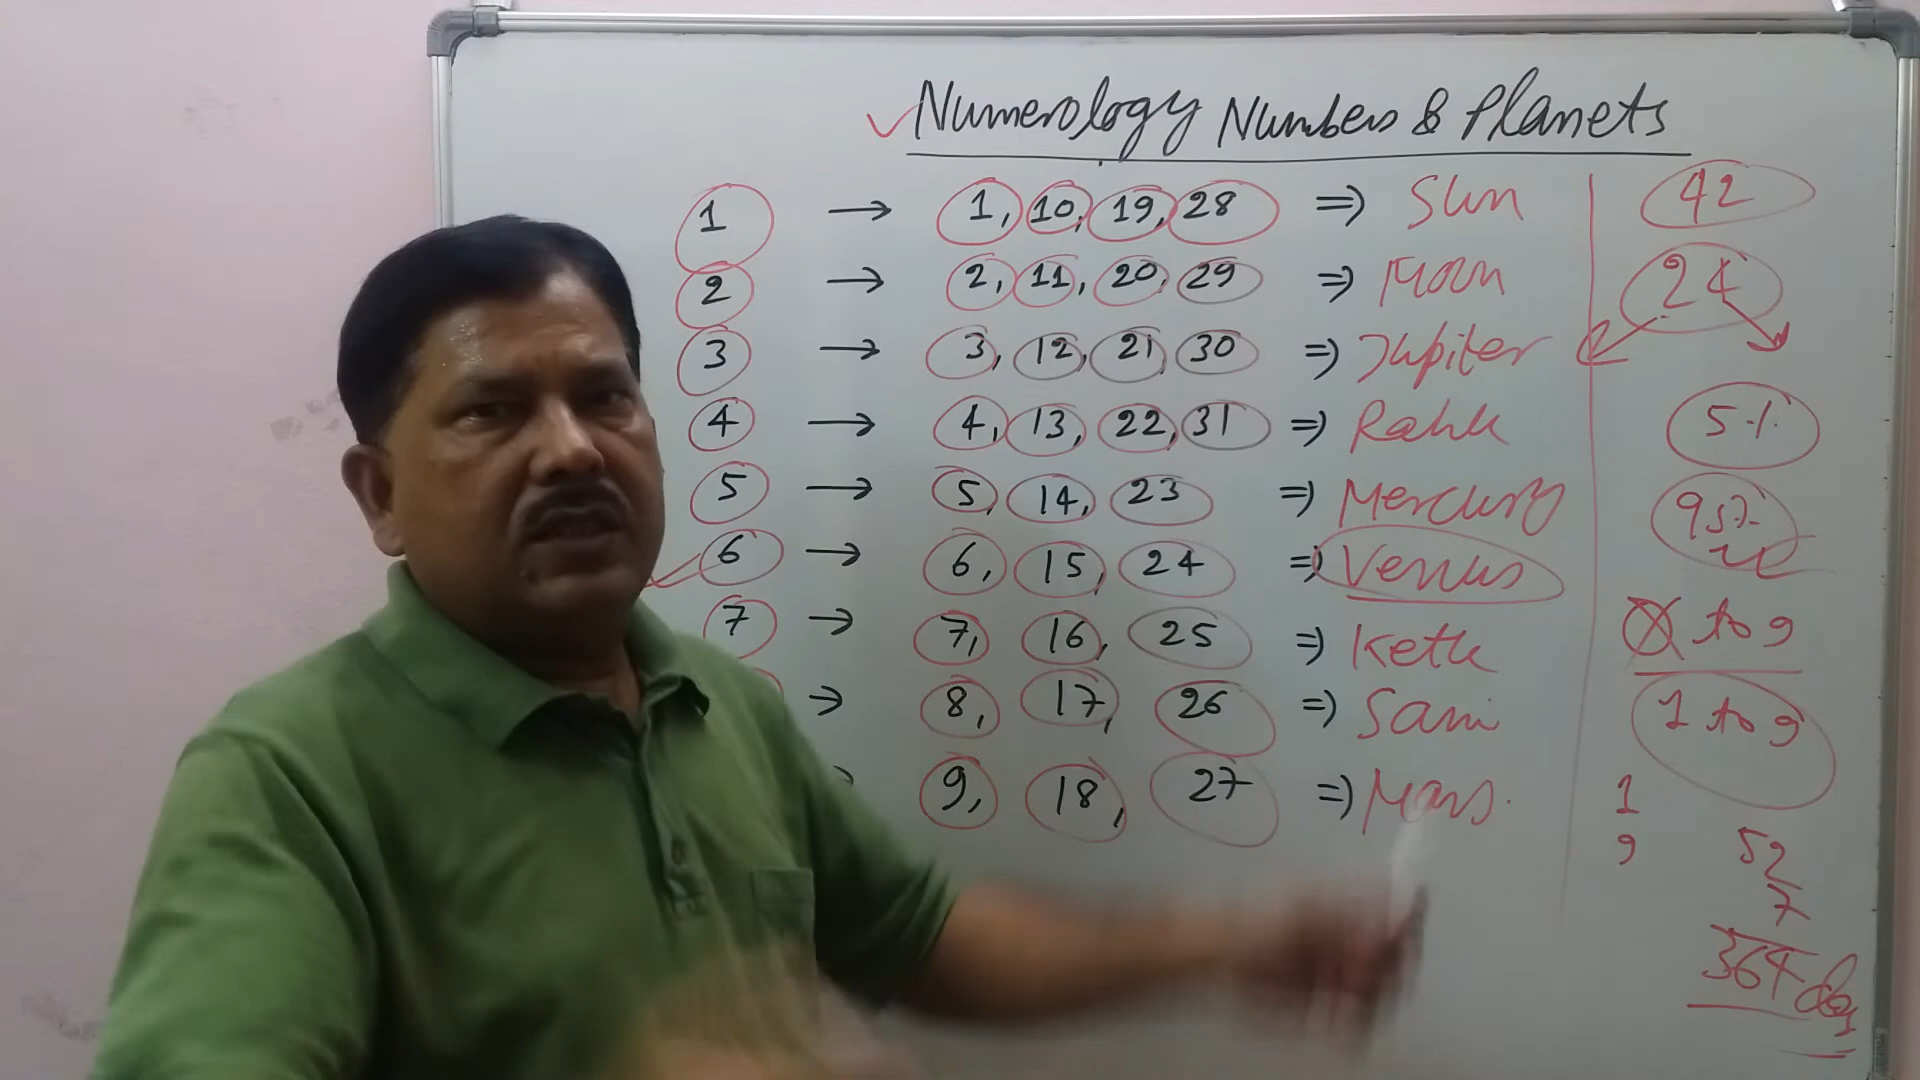 Numerology Numbers & Planets
1 → 1, 10, 19, 28 ⇒ Sun
2 → 2, 11, 20, 29 ⇒ Moon
3 → 3, 12, 21, 30 ⇒ Jupiter
4 → 4, 13, 22, 31 ⇒ Rahu
5 → 5, 14, 23 ⇒ Mercury
6 → 6, 15, 24 ⇒ Venus
7 → 7, 16, 25 ⇒ Ketu
→ 8, 17, 26 ⇒ Sani
9, 18, 27 ⇒ Mars.
42
24
5%
95%
to 9
1 to 9
1
9
52
7
364 days